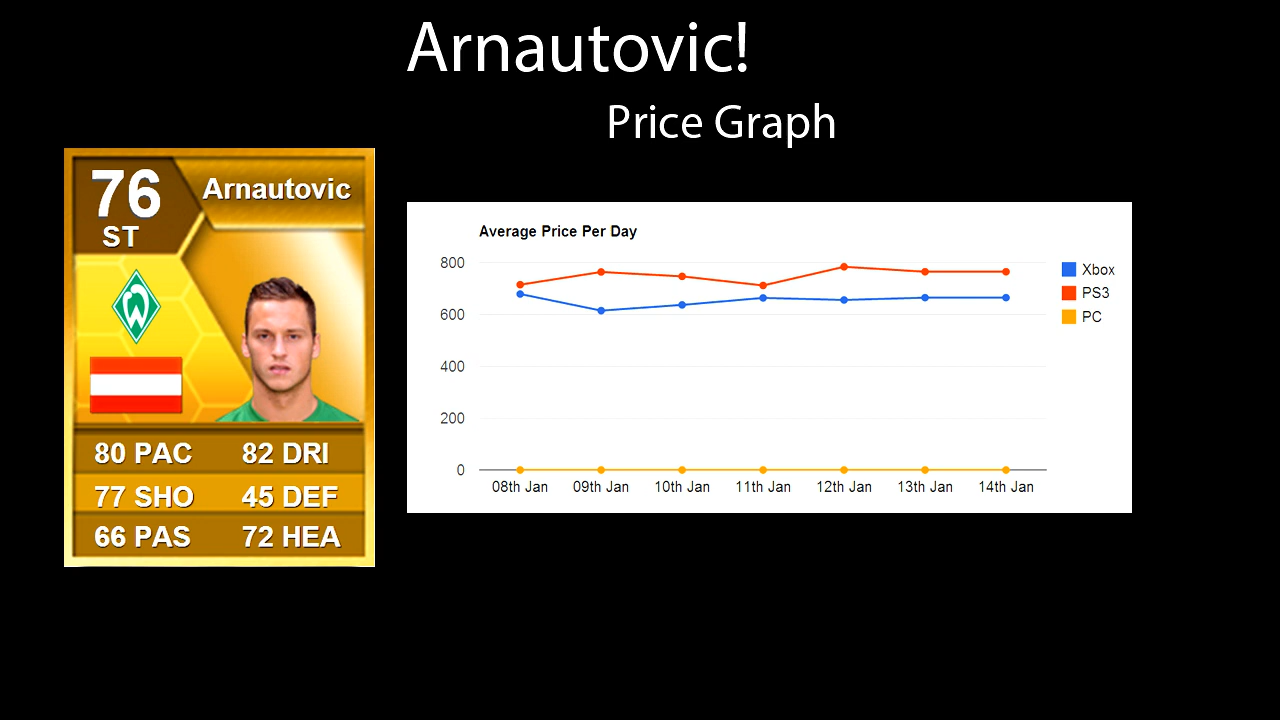 Arnautovic!
Price Graph
76
ST
Arnautovic
80 PAC 82 DRI
77 SHO 45 DEF
66 PAS 72 HEA
Average Price Per Day
800
600
400
200
0
08th Jan 09th Jan 10th Jan 11th Jan 12th Jan 13th Jan 14th Jan
Xbox
PS3
PC